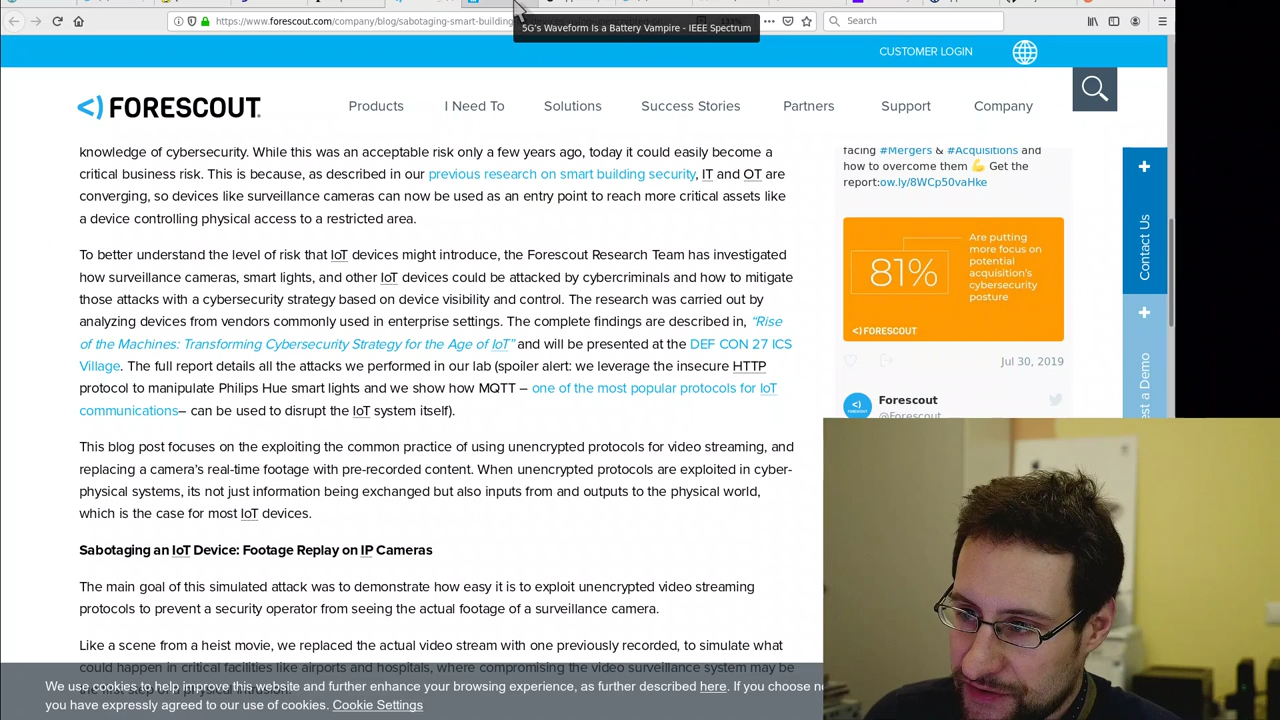 https://www.forescout.com/company/blog/sabotaging-smart-building
Search
5G's Waveform Is a Battery Vampire - IEEE Spectrum
CUSTOMER LOGIN
<) FORESCOUT.
Products
I Need To
Solutions
Success Stories
Partners
Support
Company
knowledge of cybersecurity. While this was an acceptable risk only a few years ago, today it could easily become a
critical business risk. This is because, as described in our previous research on smart building security, IT and OT are
converging, so devices like surveillance cameras can now be used as an entry point to reach more critical assets like
a device controlling physical access to a restricted area.
To better understand the level of risk that IoT devices might introduce, the Forescout Research Team has investigated
how surveillance cameras, smart lights, and other IoT devices could be attacked by cybercriminals and how to mitigate
those attacks with a cybersecurity strategy based on device visibility and control. The research was carried out by
analyzing devices from vendors commonly used in enterprise settings. The complete findings are described in, “Rise
of the Machines: Transforming Cybersecurity Strategy for the Age of IoT” and will be presented at the DEF CON 27 ICS
Village. The full report details all the attacks we performed in our lab (spoiler alert: we leverage the insecure HTTP
protocol to manipulate Philips Hue smart lights and we show how MQTT – one of the most popular protocols for IoT
communications– can be used to disrupt the IoT system itself).
This blog post focuses on the exploiting the common practice of using unencrypted protocols for video streaming, and
replacing a camera’s real-time footage with pre-recorded content. When unencrypted protocols are exploited in cyber-
physical systems, its not just information being exchanged but also inputs from and outputs to the physical world,
which is the case for most IoT devices.
Sabotaging an IoT Device: Footage Replay on IP Cameras
The main goal of this simulated attack was to demonstrate how easy it is to exploit unencrypted video streaming
protocols to prevent a security operator from seeing the actual footage of a surveillance camera.
Like a scene from a heist movie, we replaced the actual video stream with one previously recorded, to simulate what
could happen in critical facilities like airports and hospitals, where compromising the video surveillance system may be
facing #Mergers & #Acquisitions and
how to overcome them 💪 Get the
report:ow.ly/8WCp50vaHke
81%
Are putting
more focus on
potential
acquisition's
cybersecurity
posture
<) FORESCOUT
Jul 30, 2019
Forescout
@Forescout
+
Contact Us
+
st a Demo
We use cookies to help improve this website and further enhance your browsing experience, as further described here. If you choose
you have expressly agreed to our use of cookies. Cookie Settings